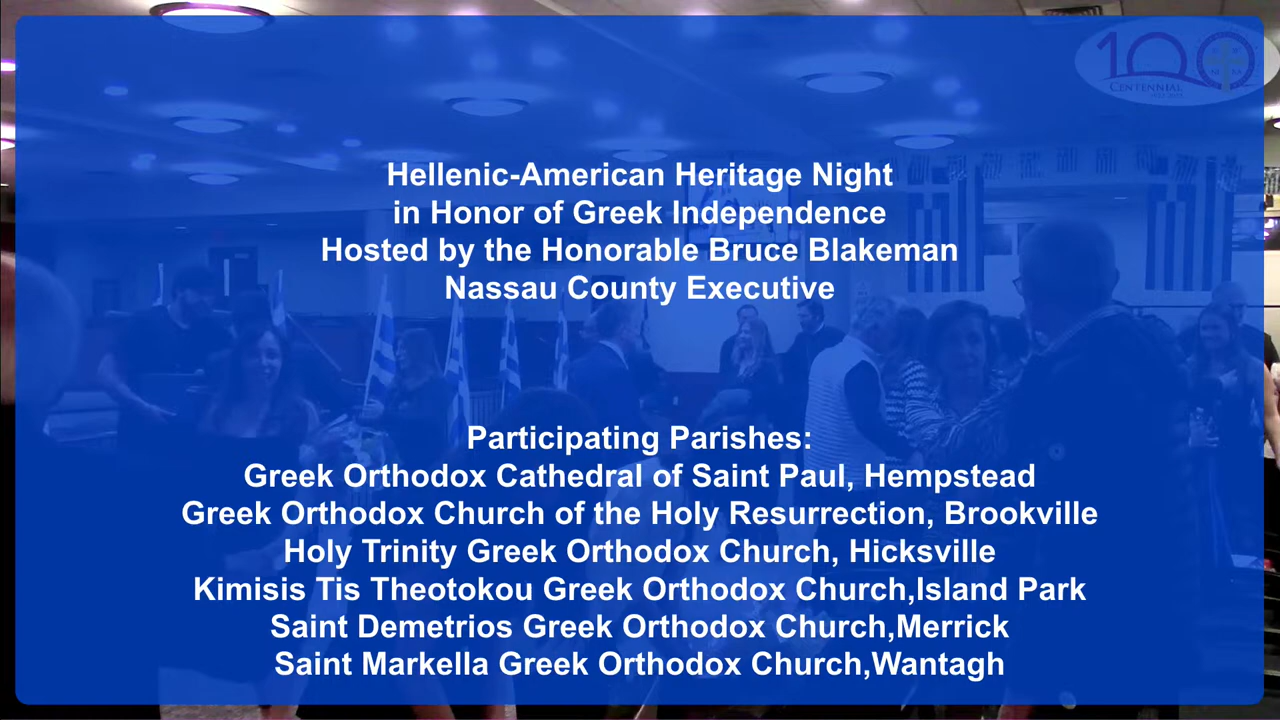 100
CENTENNIAL
Hellenic-American Heritage Night
in Honor of Greek Independence
Hosted by the Honorable Bruce Blakeman
Nassau County Executive
Participating Parishes:
Greek Orthodox Cathedral of Saint Paul, Hempstead
Greek Orthodox Church of the Holy Resurrection, Brookville
Holy Trinity Greek Orthodox Church, Hicksville
Kimisis Tis Theotokou Greek Orthodox Church,Island Park
Saint Demetrios Greek Orthodox Church,Merrick
Saint Markella Greek Orthodox Church,Wantagh